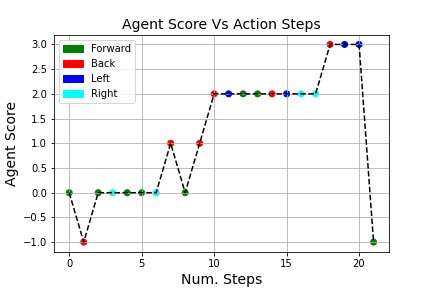 Agent Score Vs Action Steps
Forward
Back
Left
Right
3.0
2.5
2.0
1.5
1.0
0.5
0.0
−0.5
−1.0
Agent Score
0 5 10 15 20
Num. Steps